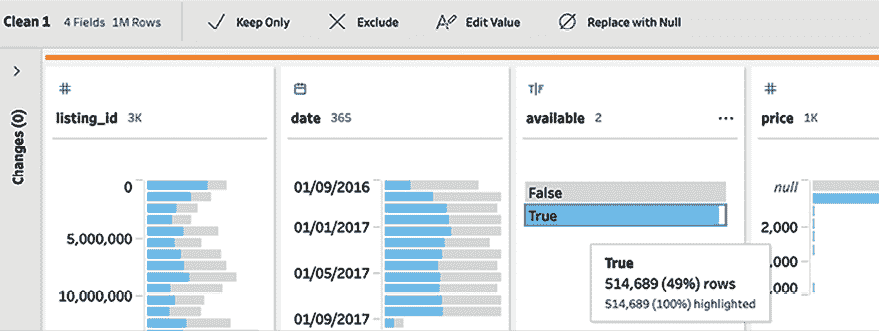 Clean 1 4 Fields 1M Rows Keep Only Exclude Edit Value Replace with Null
Changes (0)
# T|F #
listing_id 3K date 365 available 2 ... price 1K
0
5,000,000
10,000,000
01/09/2016
01/01/2017
01/05/2017
01/09/2017
False
True
True
514,689 (49%) rows
514,689 (100%) highlighted
null
2,000
,000
,000